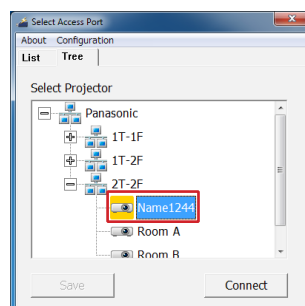 Select Access Port
About Configuration
List Tree
Select Projector
Panasonic
1T-1F
1T-2F
2T-2F
Name1244
Room A
Room B
Save Connect